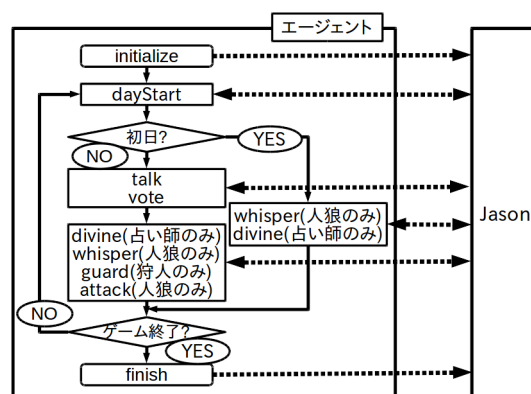 エージェント
initialize
dayStart
初日?
NO
YES
talk
vote
whisper(人狼のみ)
divine(占い師のみ)
Jason
divine(占い師のみ)
whisper(人狼のみ)
guard(狩人のみ)
attack(人狼のみ)
NO
ゲーム終了?
YES
finish